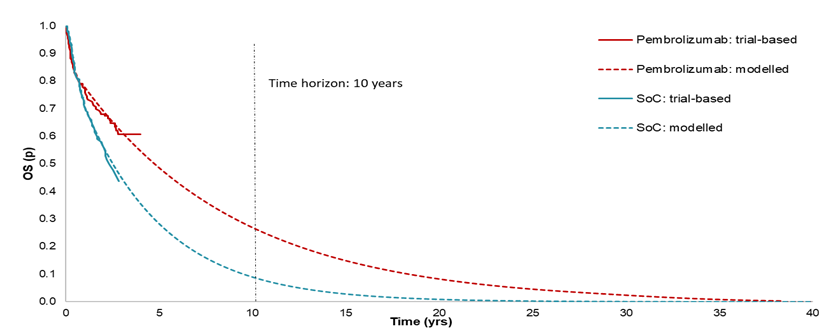 1.0
0.9
0.8
0.7
0.6
0.5
0.4
0.3
0.2
0.1
0.0
OS (p)
0
5
10
15
20
25
30
35
40
Time (yrs)
Time horizon: 10 years
Pembrolizumab: trial-based
Pembrolizumab: modelled
SoC: trial-based
SoC: modelled